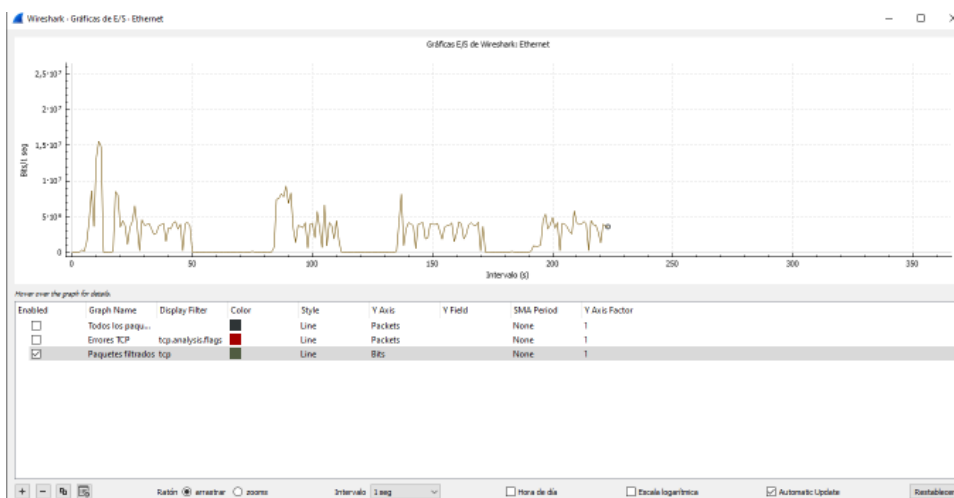 Wireshark · Gráficas de E/S · Ethernet
Gráficas E/S de Wireshark: Ethernet
2,5·10⁷
2·10⁷
1,5·10⁷
1·10⁷
5·10⁶
0
Bits/1 seg
0 50 100 150 200 250 300 350
Intervalo (s)
Hover over the graph for details.
Enabled Graph Name Display Filter Color Style Y Axis Y Field SMA Period Y Axis Factor
Todos los paqu... Line Packets None 1
Errores TCP tcp.analysis.flags Line Packets None 1
Paquetes filtrados tcp Line Bits None 1
+ − Ratón arrastrar zooms Intervalo 1 seg Hora de día Escala logarítmica Automatic Update Restablecer